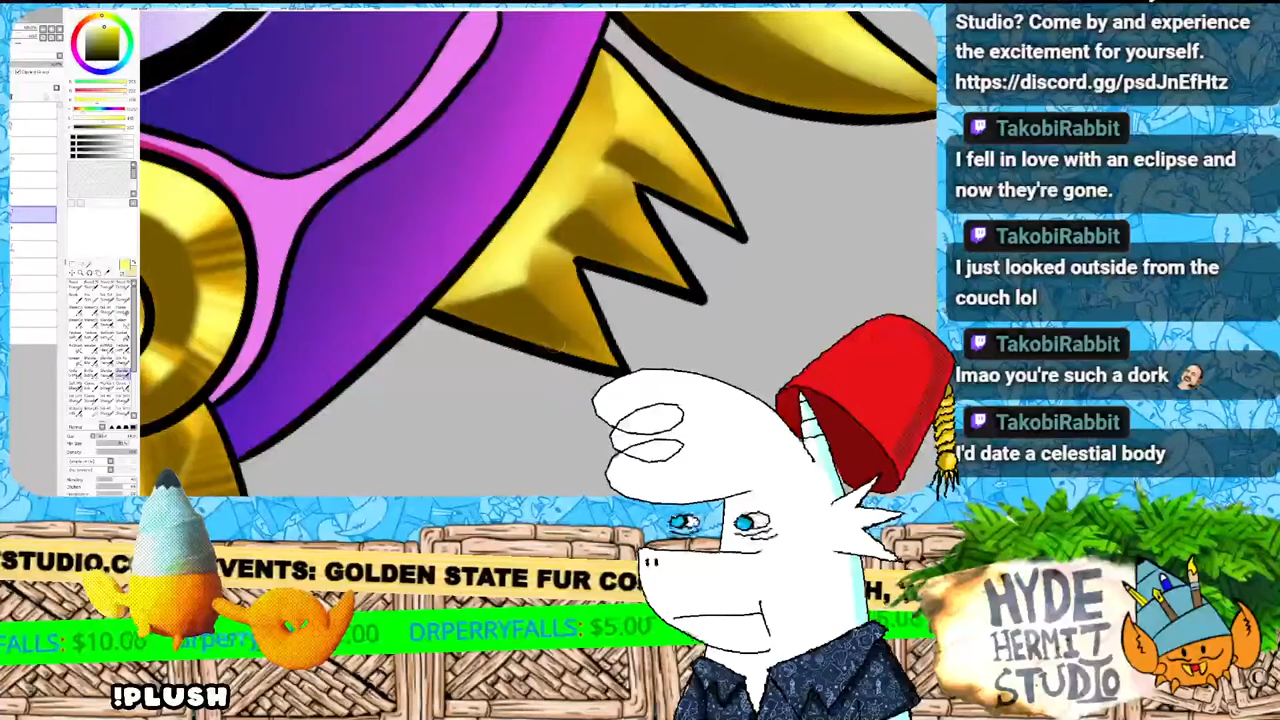 Studio? Come by and experience
the excitement for yourself.
https://discord.gg/psdJnEfHtz
TakobiRabbit
I fell in love with an eclipse and
now they're gone.
TakobiRabbit
I just looked outside from the
couch lol
TakobiRabbit
lmao you're such a dork
TakobiRabbit
I'd date a celestial body
VENTS: GOLDEN STATE FUR CO
FALLS: $10.00
DRPERRYFALLS: $5.00
!PLUSH
HYDE
HERMIT
STUDIO